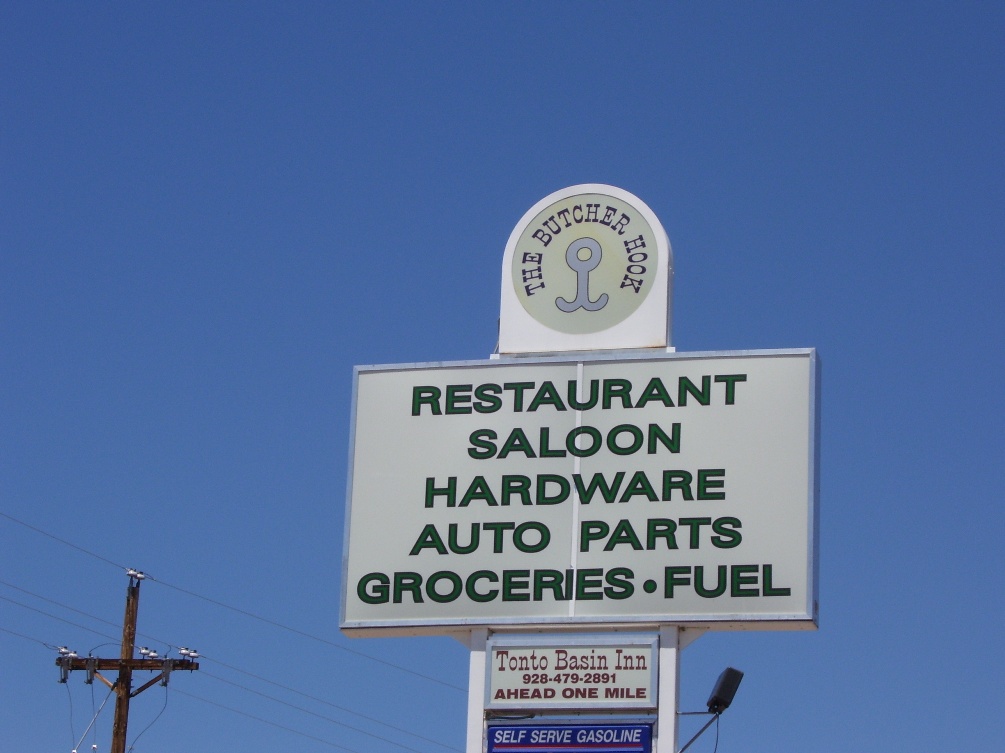 THE BUTCHER HOOK
RESTAURANT
SALOON
HARDWARE
AUTO PARTS
GROCERIES • FUEL
Tonto Basin Inn
928-479-2891
AHEAD ONE MILE
SELF SERVE GASOLINE